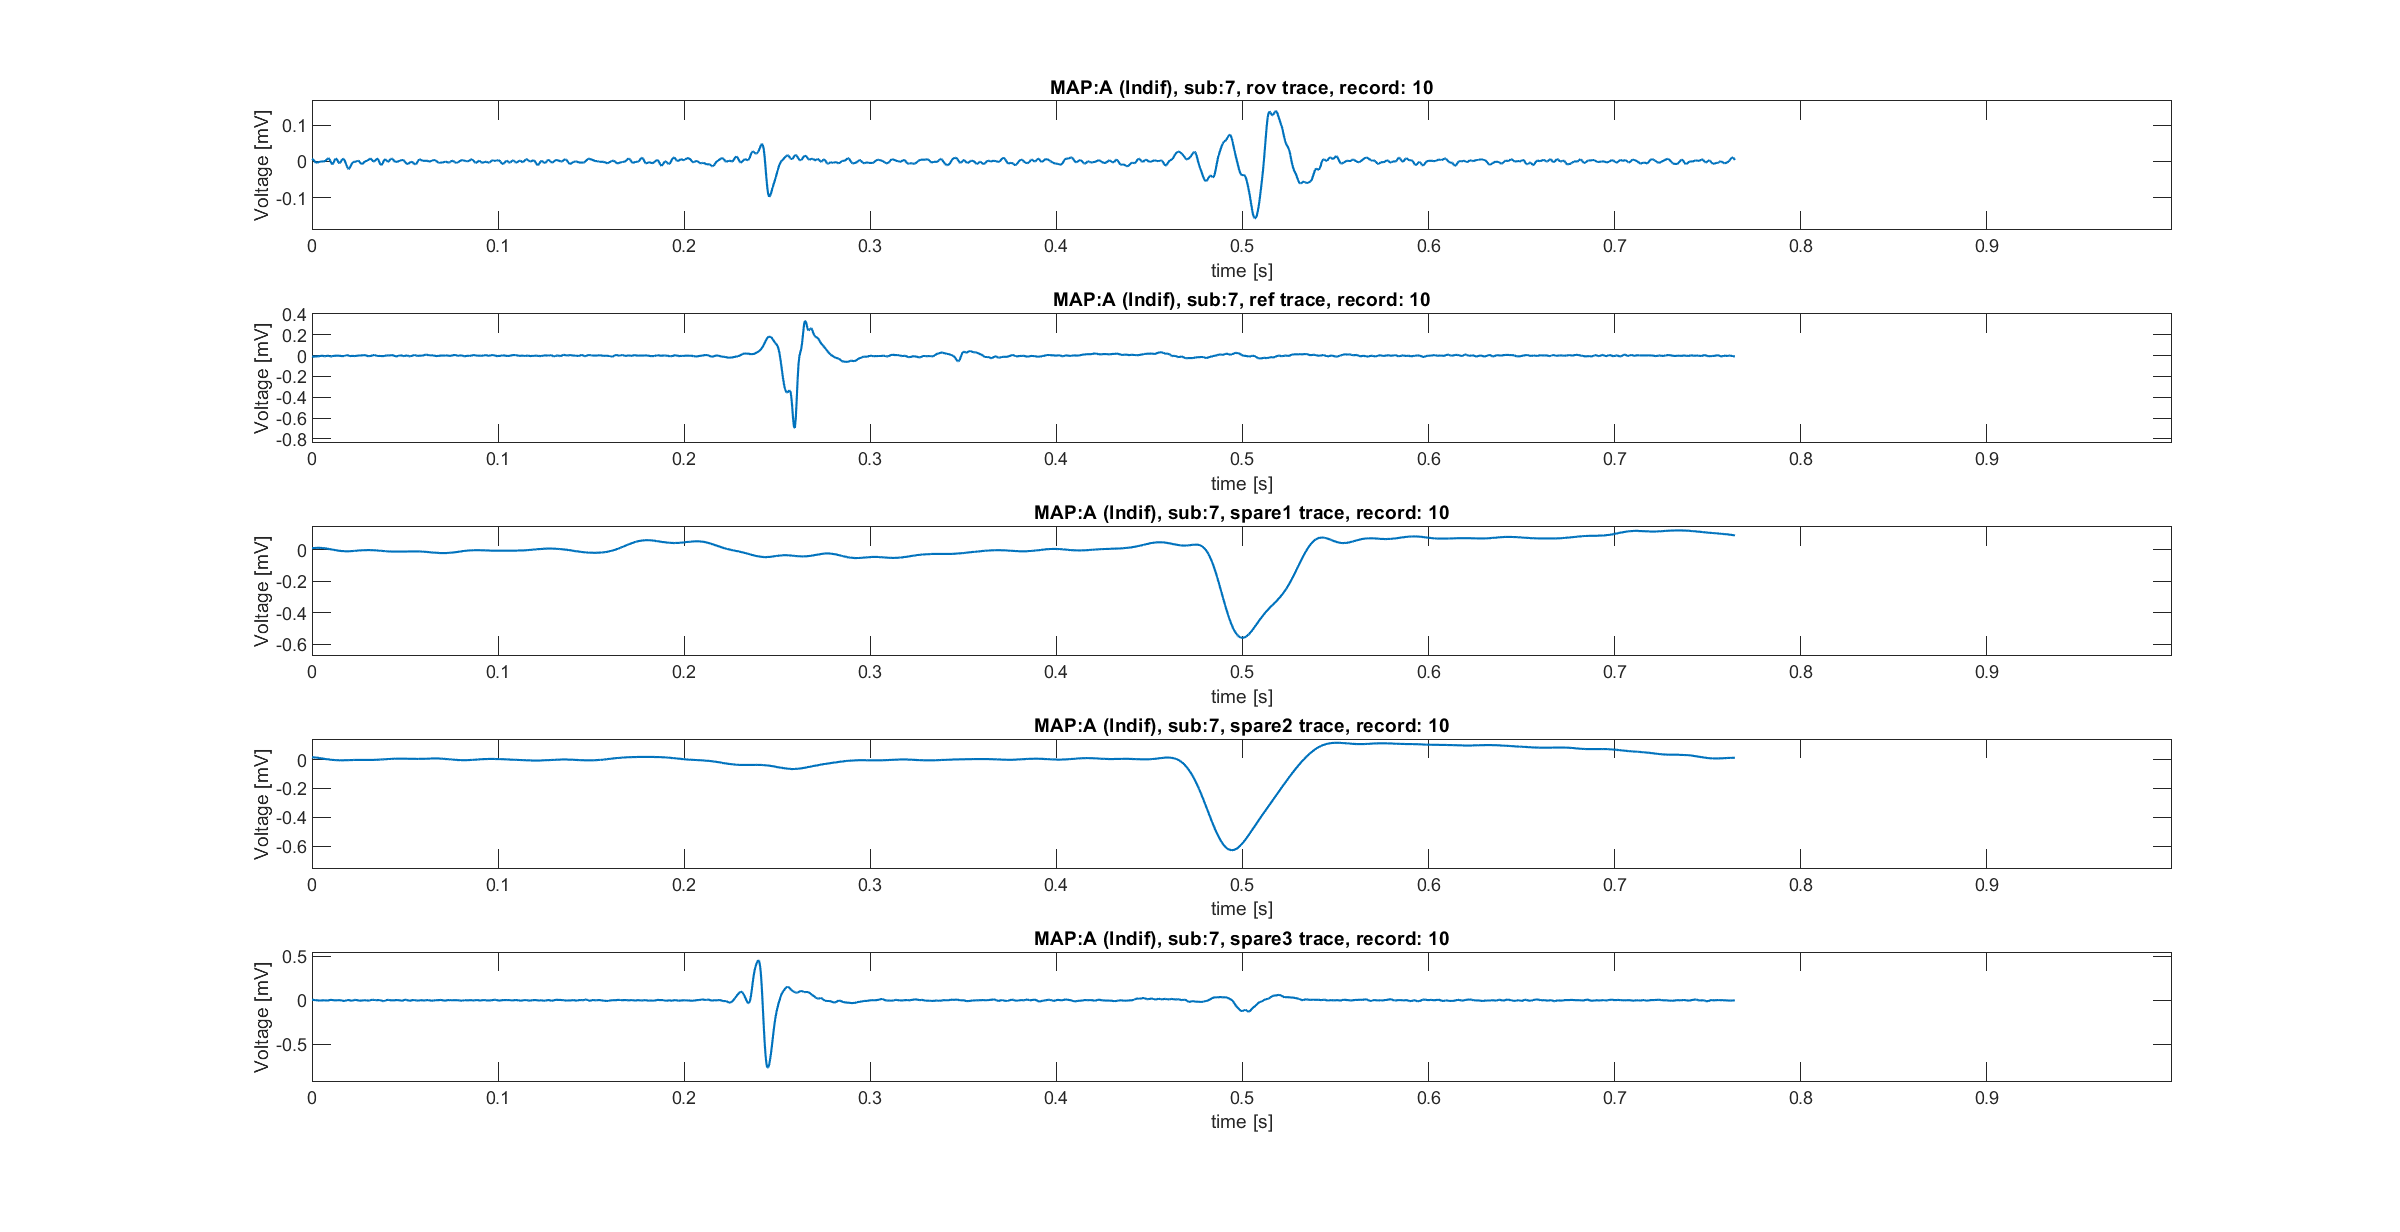 MAP:A (Indif), sub:7, rov trace, record: 10
Voltage [mV]
0.1
0
-0.1
0 0.1 0.2 0.3 0.4 0.5 0.6 0.7 0.8 0.9
time [s]
MAP:A (Indif), sub:7, ref trace, record: 10
Voltage [mV]
0.4
0.2
0
-0.2
-0.4
-0.6
-0.8
0 0.1 0.2 0.3 0.4 0.5 0.6 0.7 0.8 0.9
time [s]
MAP:A (Indif), sub:7, spare1 trace, record: 10
Voltage [mV]
0
-0.2
-0.4
-0.6
0 0.1 0.2 0.3 0.4 0.5 0.6 0.7 0.8 0.9
time [s]
MAP:A (Indif), sub:7, spare2 trace, record: 10
Voltage [mV]
0
-0.2
-0.4
-0.6
0 0.1 0.2 0.3 0.4 0.5 0.6 0.7 0.8 0.9
time [s]
MAP:A (Indif), sub:7, spare3 trace, record: 10
Voltage [mV]
0.5
0
-0.5
0 0.1 0.2 0.3 0.4 0.5 0.6 0.7 0.8 0.9
time [s]